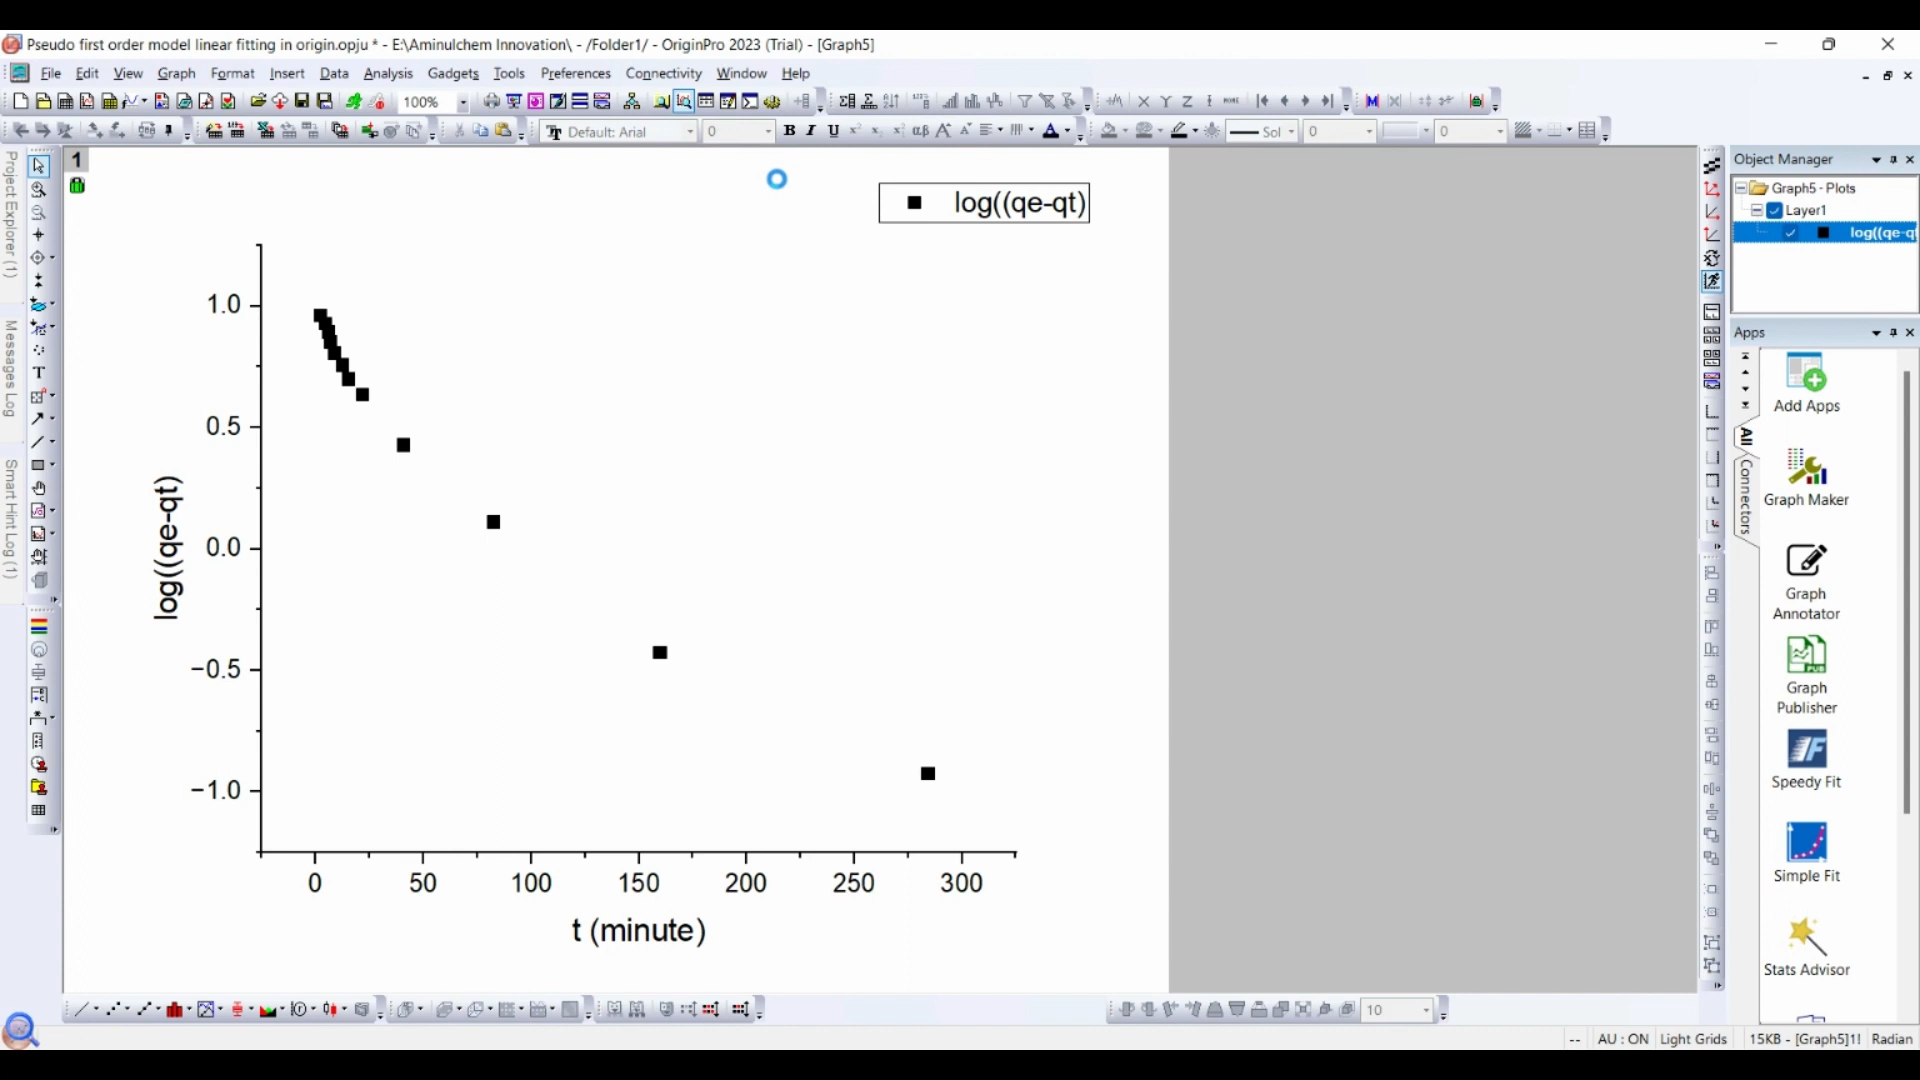 Pseudo first order model linear fitting in origin.opju * - E:\Aminulchem Innovation\ - /Folder1/ - OriginPro 2023 (Trial) - [Graph5]
File Edit View Graph Format Insert Data Analysis Gadgets Tools Preferences Connectivity Window Help
100%
Default: Arial 0 B I U Sol 0 0
Project Explorer (1)
Messages Log
Smart Hint Log (1)
1
log((qe-qt)
1.0
0.5
0.0
−0.5
−1.0
log((qe-qt)
0 50 100 150 200 250 300
t (minute)
Object Manager
Graph5 - Plots
Layer1
log((qe-qt
Apps
All
Connectors
Add Apps
Graph Maker
Graph
Annotator
Graph
Publisher
Speedy Fit
Simple Fit
Stats Advisor
10
-- AU : ON Light Grids 15KB - [Graph5]1! Radian